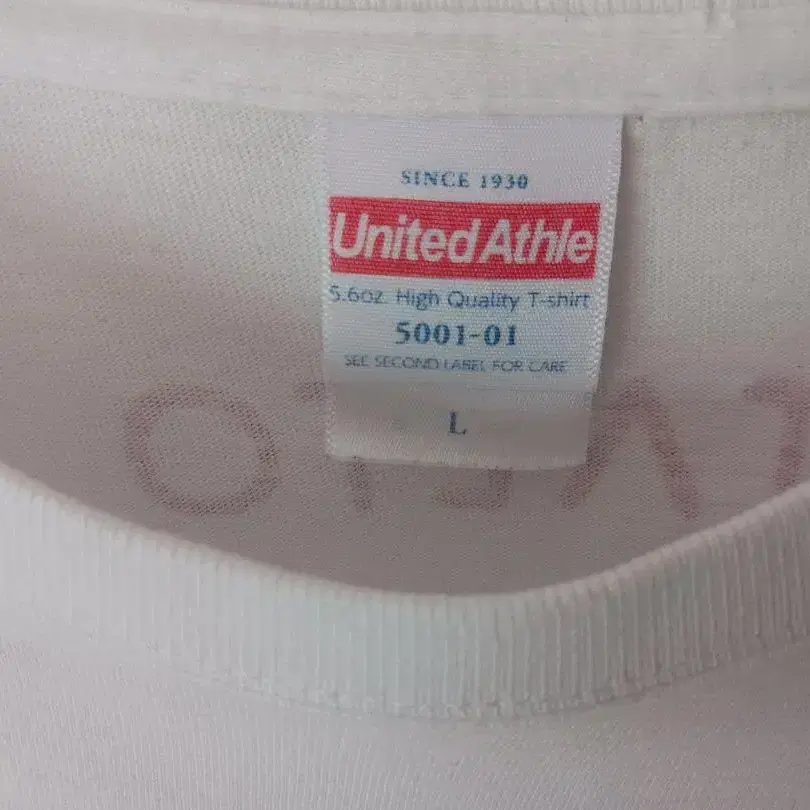 SINCE 1930
United Athle
5.6oz. High Quality T-shirt
5001-01
SEE SECOND LABEL FOR CARE
L